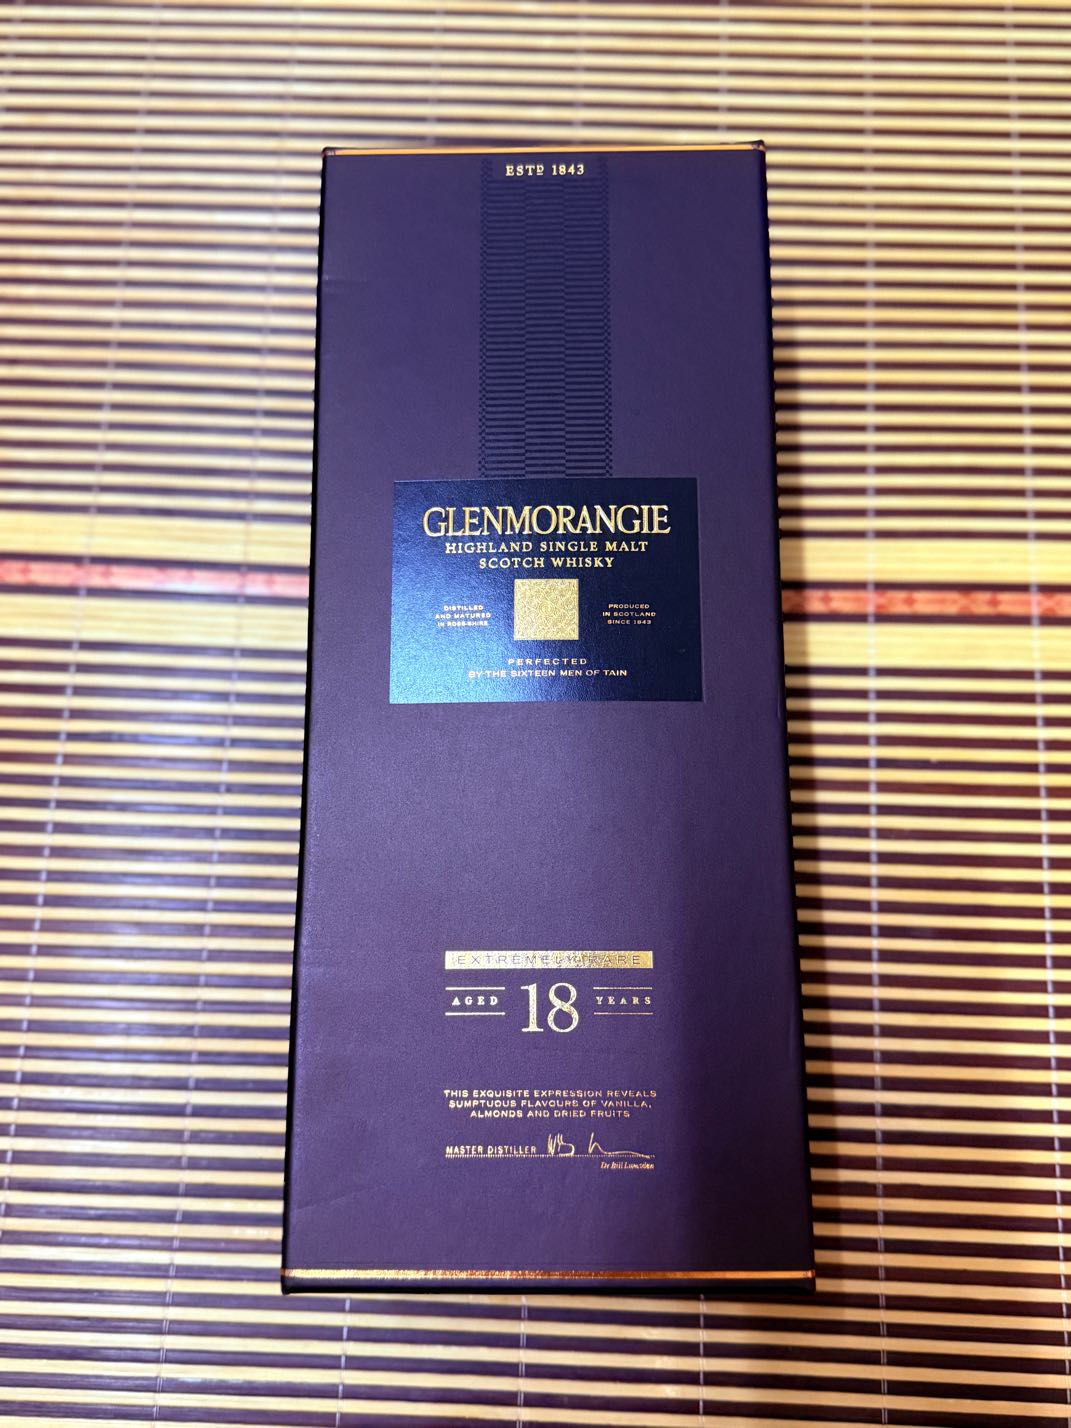 ESTD 1843
GLENMORANGIE
HIGHLAND SINGLE MALT
SCOTCH WHISKY
DISTILLED
AND MATURED
IN ROSS-SHIRE
PRODUCED
IN SCOTLAND
SINCE 1843
PERFECTED
BY THE SIXTEEN MEN OF TAIN
EXTREMELY RARE
AGED 18 YEARS
THIS EXQUISITE EXPRESSION REVEALS
SUMPTUOUS FLAVOURS OF VANILLA,
ALMONDS AND DRIED FRUITS
MASTER DISTILLER
Dr Bill Lumsden